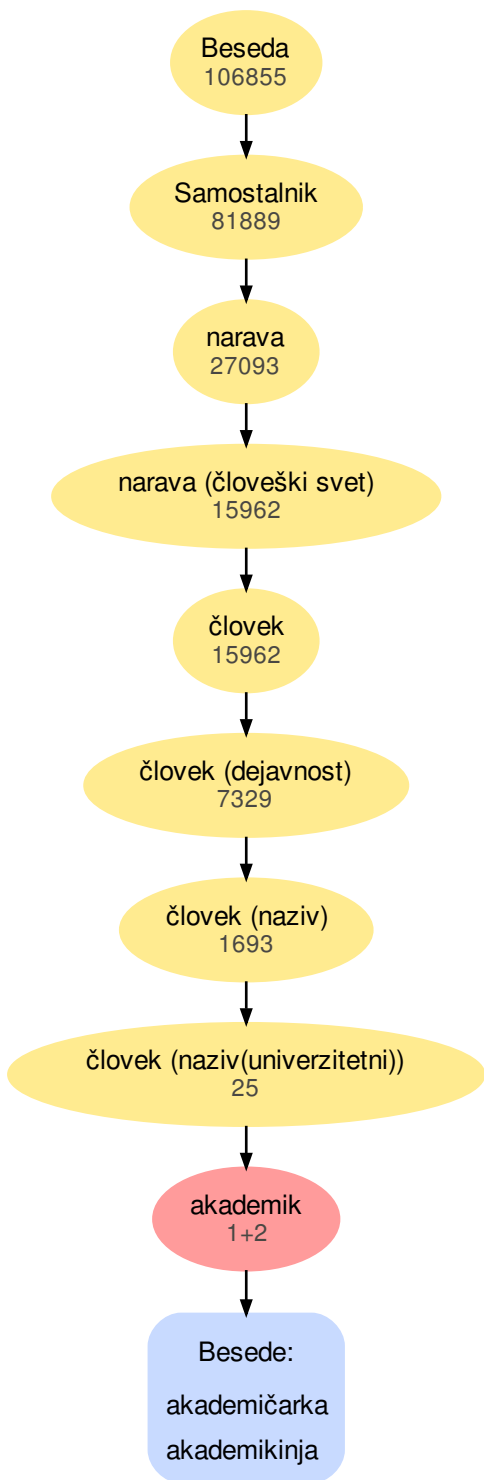 Beseda
106855
Samostalnik
81889
narava
27093
narava (človeški svet)
15962
človek
15962
človek (dejavnost)
7329
človek (naziv)
1693
človek (naziv(univerzitetni))
25
akademik
1+2
Besede:
akademičarka
akademikinja